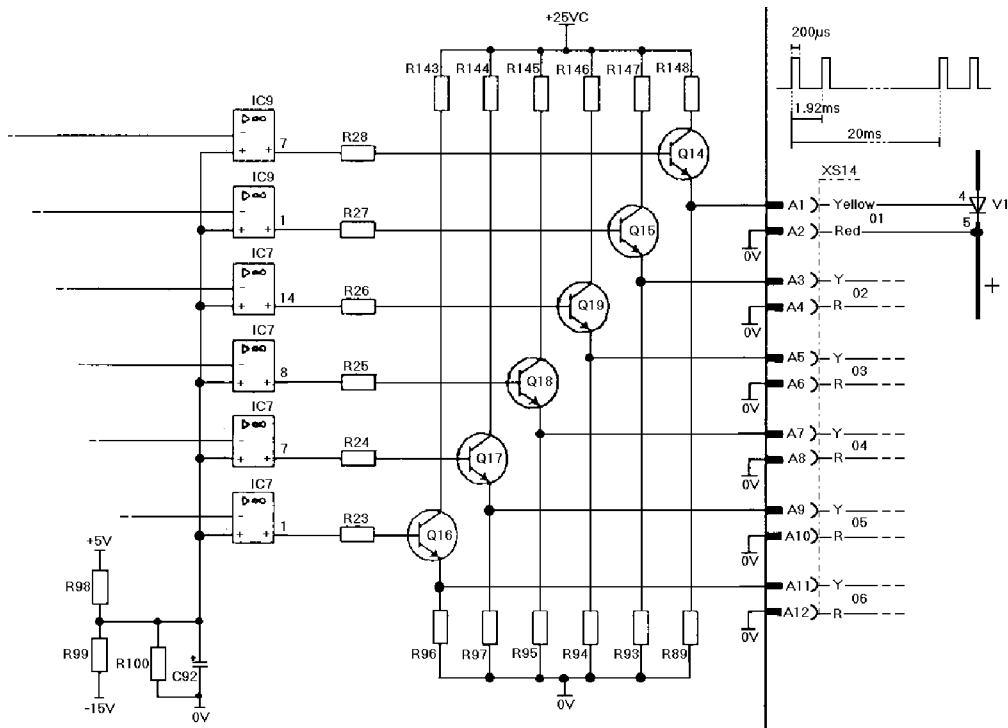 +25VC
200μs
R143 R144 R145 R146 R147 R148
1.92ms
20ms
IC9
7
R28
Q14
XS14
A1 Yellow 4 V1
01
IC9
1
R27
Q15
A2 Red 5
0V
A3 Y
02
IC7
14
R26
Q19
A4 R
0V
+
IC7
8
R25
Q18
A5 Y
03
A6 R
0V
IC7
7
R24
Q17
A7 Y
04
A8 R
0V
IC7
1
R23
Q16
A9 Y
05
A10 R
0V
+5V
R98
A11 Y
06
A12 R
0V
R99
R100
C92
R96 R97 R95 R94 R93 R89
-15V
0V
0V